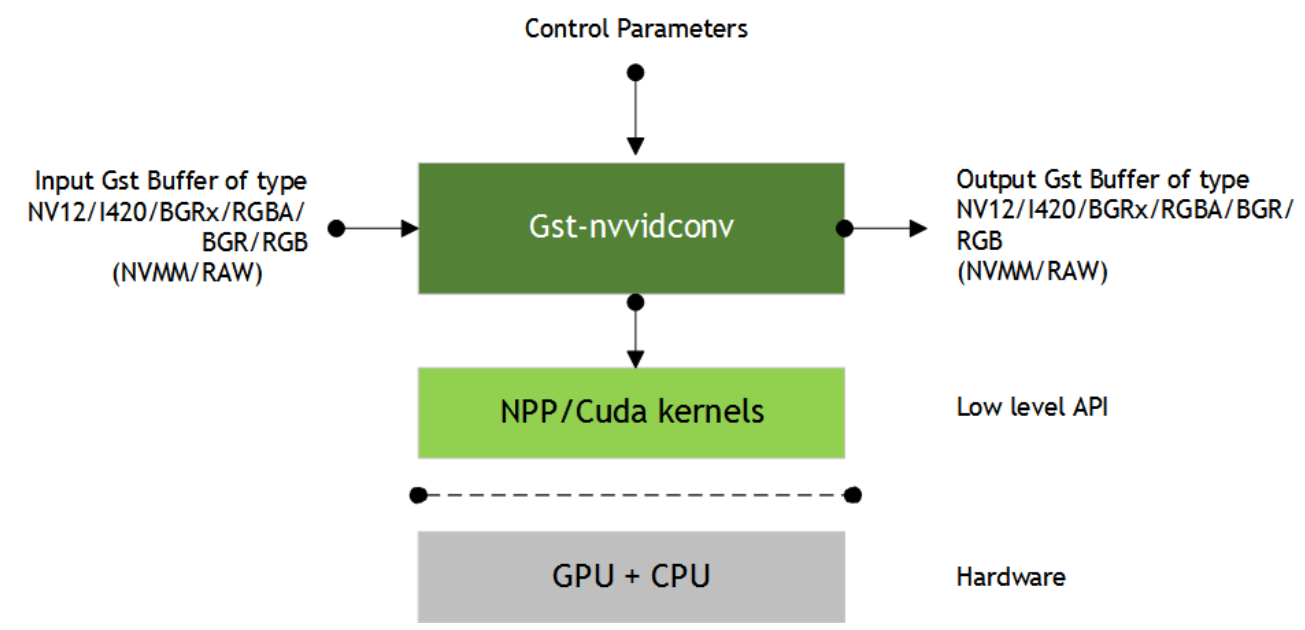 Control Parameters
Input Gst Buffer of type
NV12/I420/BGRx/RGBA/
BGR/RGB
(NVMM/RAW)
Gst-nvvidconv
Output Gst Buffer of type
NV12/I420/BGRx/RGBA/BGR/
RGB
(NVMM/RAW)
NPP/Cuda kernels
Low level API
GPU + CPU
Hardware